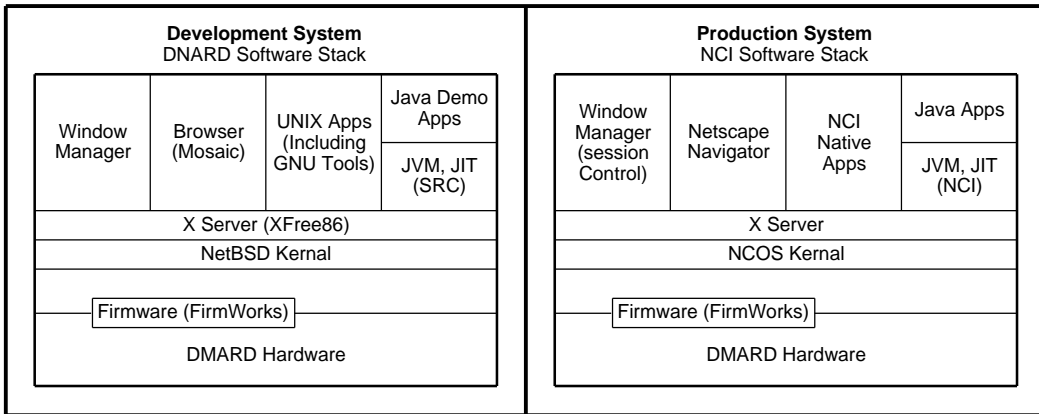 Development System
DNARD Software Stack
Window
Manager
Browser
(Mosaic)
UNIX Apps
(Including
GNU Tools)
Java Demo
Apps
JVM, JIT
(SRC)
X Server (XFree86)
NetBSD Kernal
Firmware (FirmWorks)
DMARD Hardware
Production System
NCI Software Stack
Window
Manager
(session
Control)
Netscape
Navigator
NCI
Native
Apps
Java Apps
JVM, JIT
(NCI)
X Server
NCOS Kernal
Firmware (FirmWorks)
DMARD Hardware